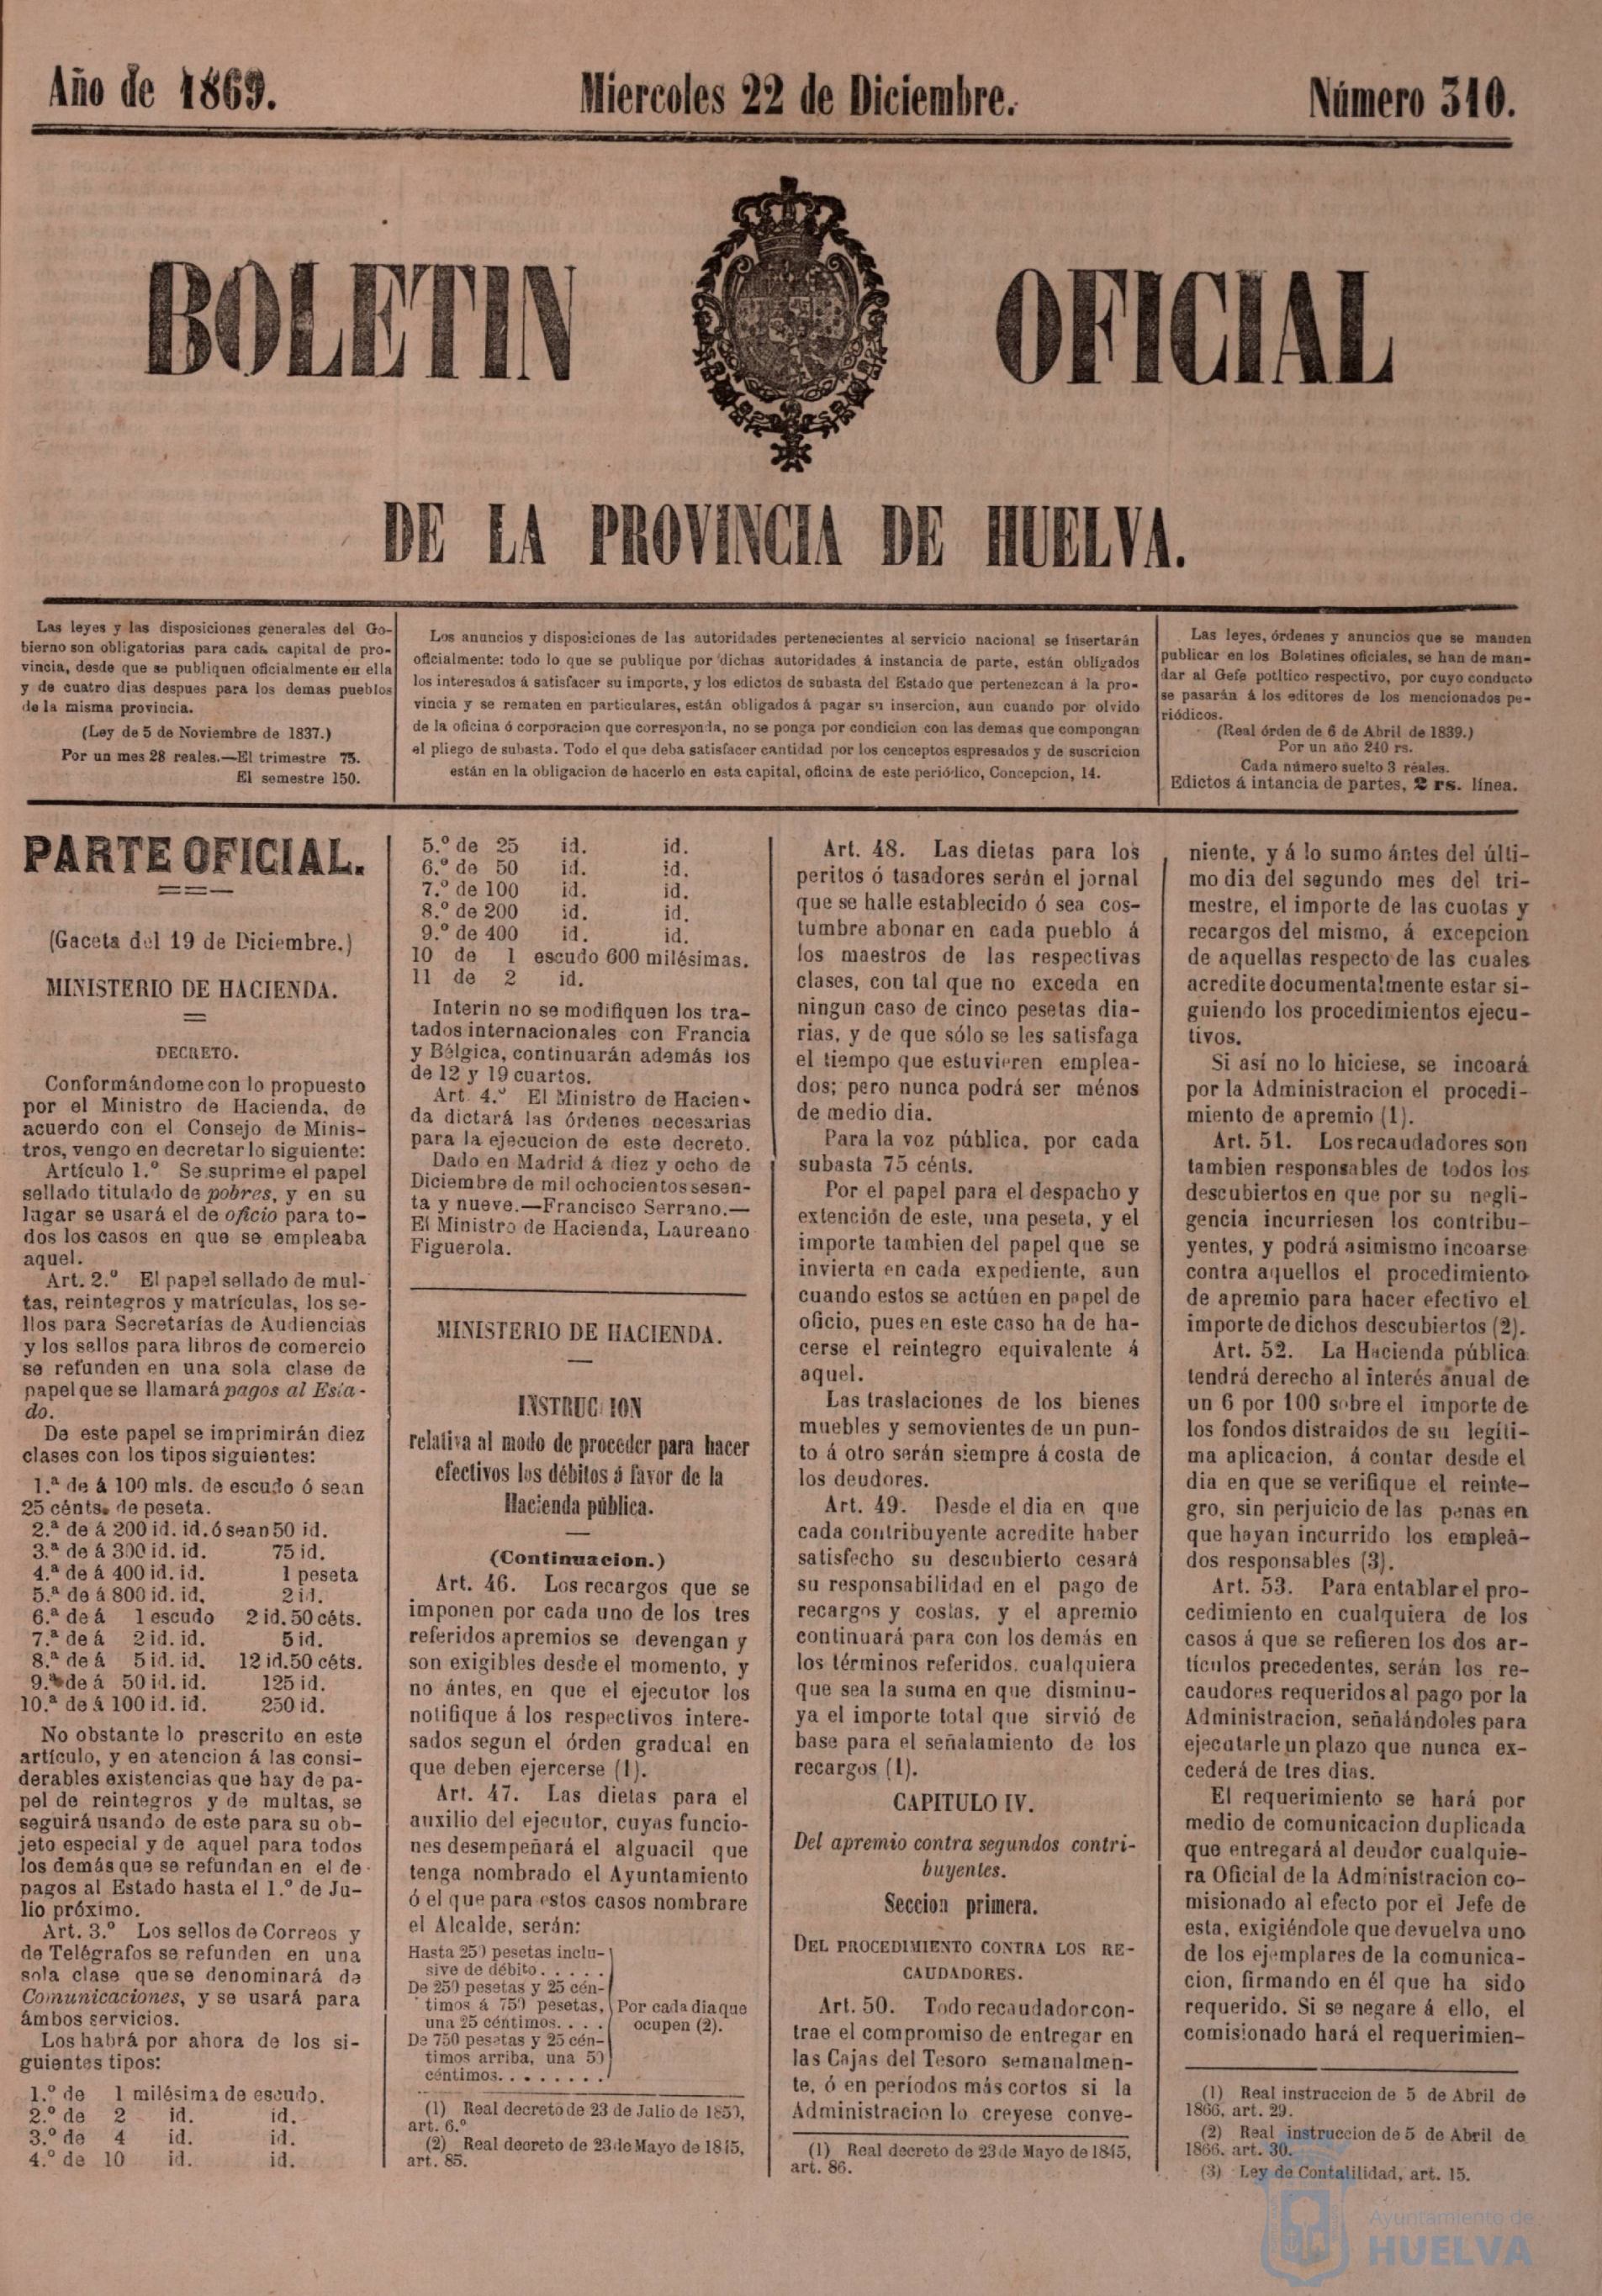 Año de 1869.
Miercoles 22 de Diciembre.
Número 310.
BOLETIN OFICIAL
DE LA PROVINCIA DE HUELVA.
Las leyes y las disposiciones generales del Go-
bierno son obligatorias para cada capital de pro-
vincia, desde que se publiquen oficialmente en ella
y de cuatro dias despues para los demas pueblos
de la misma provincia.
(Ley de 5 de Noviembre de 1837.)
Por un mes 28 reales.—El trimestre 75.
El semestre 150.
Los anuncios y disposiciones de las autoridades pertenecientes al servicio nacional se insertarán
oficialmente: todo lo que se publique por dichas autoridades á instancia de parte, están obligados
los interesados á satisfacer su importe, y los edictos de subasta del Estado que pertenezcan á la pro-
vincia y se rematen en particulares, están obligados á pagar su insercion, aun cuando por olvido
de la oficina ó corporacion que corresponda, no se ponga por condicion con las demas que compongan
el pliego de subasta. Todo el que deba satisfacer cantidad por los cenceptos espresados y de suscricion
están en la obligacion de hacerlo en esta capital, oficina de este periólico, Concepcion, 14.
Las leyes, órdenes y anuncios que se manden
publicar en los Boletines oficiales, se han de man-
dar al Gefe potltico respectivo, por cuyo conducto
se pasarán á los editores de los mencionados pe-
riódicos.
(Real órden de 6 de Abril de 1839.)
Por un año 240 rs.
Cada número suelto 3 reales.
Edictos á intancia de partes, 2 rs. línea.
PARTE OFICIAL.
(Gaceta del 19 de Diciembre.)
MINISTERIO DE HACIENDA.
DECRETO.
Conformándome con lo propuesto
por el Ministro de Hacienda, de
acuerdo con el Consejo de Minis-
tros, vengo en decretar lo siguiente:
Artículo 1.º Se suprime el papel
sellado titulado de pobres, y en su
lugar se usará el de oficio para to-
dos los casos en que se empleaba
aquel.
Art. 2.º El papel sellado de mul-
tas, reintegros y matrículas, los se-
llos para Secretarías de Audiencias
y los sellos para libros de comercio
se refunden en una sola clase de
papel que se llamará pagos al Esta-
do.
De este papel se imprimirán diez
clases con los tipos siguientes:
1.ª de á 100 mls. de escudo ó sean
25 cénts. de peseta.
2.ª de á 200 id. id. ó sean 50 id.
3.ª de á 300 id. id. 75 id.
4.ª de á 400 id. id. 1 peseta
5.ª de á 800 id. id. 2 id.
6.ª de á 1 escudo 2 id. 50 céts.
7.ª de á 2 id. id. 5 id.
8.ª de á 5 id. id. 12 id. 50 céts.
9.ª de á 50 id. id. 125 id.
10.ª de á 100 id. id. 250 id.
No obstante lo prescrito en este
artículo, y en atencion á las consi-
derables existencias que hay de pa-
pel de reintegros y de multas, se
seguirá usando de este para su ob-
jeto especial y de aquel para todos
los demás que se refundan en el de
pagos al Estado hasta el 1.º de Ju-
lio próximo.
Art. 3.º Los sellos de Correos y
de Telégrafos se refunden en una
sola clase que se denominará de
Comunicaciones, y se usará para
ámbos servicios.
Los habrá por ahora de los si-
guientes tipos:
1.º de 1 milésima de escudo.
2.º de 2 id. id.
3.º de 4 id. id.
4.º de 10 id. id.
5.º de 25 id. id.
6.º de 50 id. id.
7.º de 100 id. id.
8.º de 200 id. id.
9.º de 400 id. id.
10 de 1 escudo 600 milésimas.
11 de 2 id.
Interin no se modifiquen los tra-
tados internacionales con Francia
y Bélgica, continuarán además los
de 12 y 19 cuartos.
Art. 4.º El Ministro de Hacien-
da dictará las órdenes necesarias
para la ejecucion de este decreto.
Dado en Madrid á diez y ocho de
Diciembre de mil ochocientos sesen-
ta y nueve.—Francisco Serrano.—
El Ministro de Hacienda, Laureano
Figuerola.
MINISTERIO DE HACIENDA.
INSTRUCCION
relativa al modo de proceder para hacer
efectivos los débitos á favor de la
Hacienda pública.
(Continuacion.)
Art. 46. Los recargos que se
imponen por cada uno de los tres
referidos apremios se devengan y
son exigibles desde el momento, y
no ántes, en que el ejecutor los
notifique á los respectivos intere-
sados segun el órden gradual en
que deben ejercerse (1).
Art. 47. Las dietas para el
auxilio del ejecutor, cuyas funcio-
nes desempeñará el alguacil que
tenga nombrado el Ayuntamiento
ó el que para estos casos nombrare
el Alcalde, serán:
Hasta 250 pesetas inclu-
sive de débito. . . . .
De 250 pesetas y 25 cén-
timos á 750 pesetas,
una 25 céntimos. . . .
De 750 pesetas y 25 cén-
timos arriba, una 50
céntimos. . . . . . . .
Por cada dia que
ocupen (2).
(1) Real decreto de 23 de Julio de 1850,
art. 6.º
(2) Real decreto de 23 de Mayo de 1845,
art. 85.
Art. 48. Las dietas para los
peritos ó tasadores serán el jornal
que se halle establecido ó sea cos-
tumbre abonar en cada pueblo á
los maestros de las respectivas
clases, con tal que no exceda en
ningun caso de cinco pesetas dia-
rias, y de que sólo se les satisfaga
el tiempo que estuvieren emplea-
dos; pero nunca podrá ser ménos
de medio dia.
Para la voz pública, por cada
subasta 75 cénts.
Por el papel para el despacho y
extención de este, una peseta, y el
importe tambien del papel que se
invierta en cada expediente, aun
cuando estos se actúen en papel de
oficio, pues en este caso ha de ha-
cerse el reintegro equivalente á
aquel.
Las traslaciones de los bienes
muebles y semovientes de un pun-
to á otro serán siempre á costa de
los deudores.
Art. 49. Desde el dia en que
cada contribuyente acredite haber
satisfecho su descubierto cesará
su responsabilidad en el pago de
recargos y costas, y el apremio
continuará para con los demás en
los términos referidos, cualquiera
que sea la suma en que disminu-
ya el importe total que sirvió de
base para el señalamiento de los
recargos (1).
CAPITULO IV.
Del apremio contra segundos contri-
buyentes.
Seccion primera.
DEL PROCEDIMIENTO CONTRA LOS RE-
CAUDADORES.
Art. 50. Todo recaudador con-
trae el compromiso de entregar en
las Cajas del Tesoro semanalmen-
te, ó en períodos más cortos si la
Administracion lo creyese conve-
(1) Real decreto de 23 de Mayo de 1845,
art. 86.
niente, y á lo sumo ántes del últi-
mo dia del segundo mes del tri-
mestre, el importe de las cuotas y
recargos del mismo, á excepcion
de aquellas respecto de las cuales
acredite documentalmente estar si-
guiendo los procedimientos ejecu-
tivos.
Si así no lo hiciese, se incoará
por la Administracion el procedi-
miento de apremio (1).
Art. 51. Los recaudadores son
tambien responsables de todos los
descubiertos en que por su negli-
gencia incurriesen los contribu-
yentes, y podrá asimismo incoarse
contra aquellos el procedimiento
de apremio para hacer efectivo el
importe de dichos descubiertos (2).
Art. 52. La Hacienda pública
tendrá derecho al interés anual de
un 6 por 100 sobre el importe de
los fondos distraidos de su legíti-
ma aplicacion, á contar desde el
dia en que se verifique el reinte-
gro, sin perjuicio de las penas en
que hayan incurrido los emplea-
dos responsables (3).
Art. 53. Para entablar el pro-
cedimiento en cualquiera de los
casos á que se refieren los dos ar-
tículos precedentes, serán los re-
caudores requeridos al pago por la
Administracion, señalándoles para
ejecutarle un plazo que nunca ex-
cederá de tres dias.
El requerimiento se hará por
medio de comunicacion duplicada
que entregará al deudor cualquie-
ra Oficial de la Administracion co-
misionado al efecto por el Jefe de
esta, exigiéndole que devuelva uno
de los ejemplares de la comunica-
cion, firmando en él que ha sido
requerido. Si se negare á ello, el
comisionado hará el requerimien-
(1) Real instruccion de 5 de Abril de
1866, art. 29.
(2) Real instruccion de 5 de Abril de
1866. art. 30.
(3) Ley de Contalilidad, art. 15.
Ayuntamiento de
HUELVA